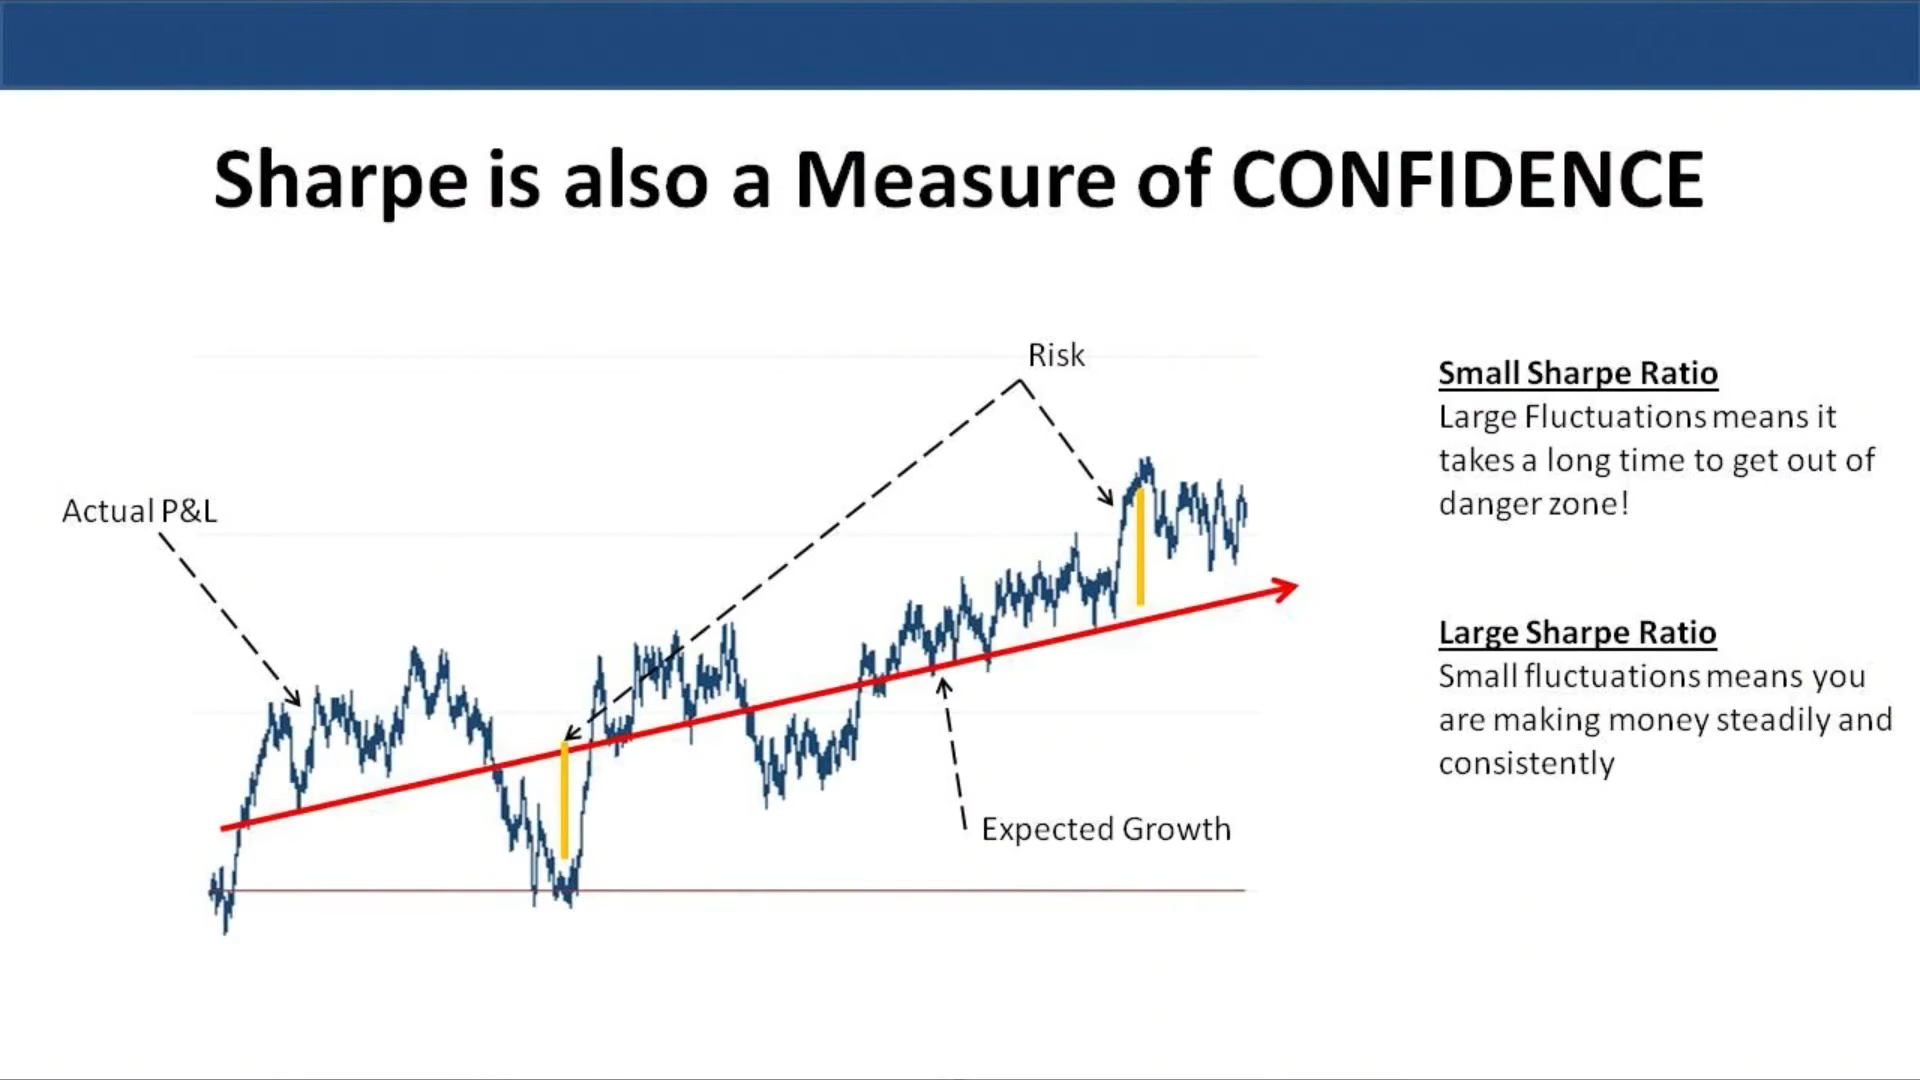 Sharpe is also a Measure of CONFIDENCE
Risk
Actual P&L
Expected Growth
Small Sharpe Ratio
Large Fluctuations means it
takes a long time to get out of
danger zone!
Large Sharpe Ratio
Small fluctuations means you
are making money steadily and
consistently